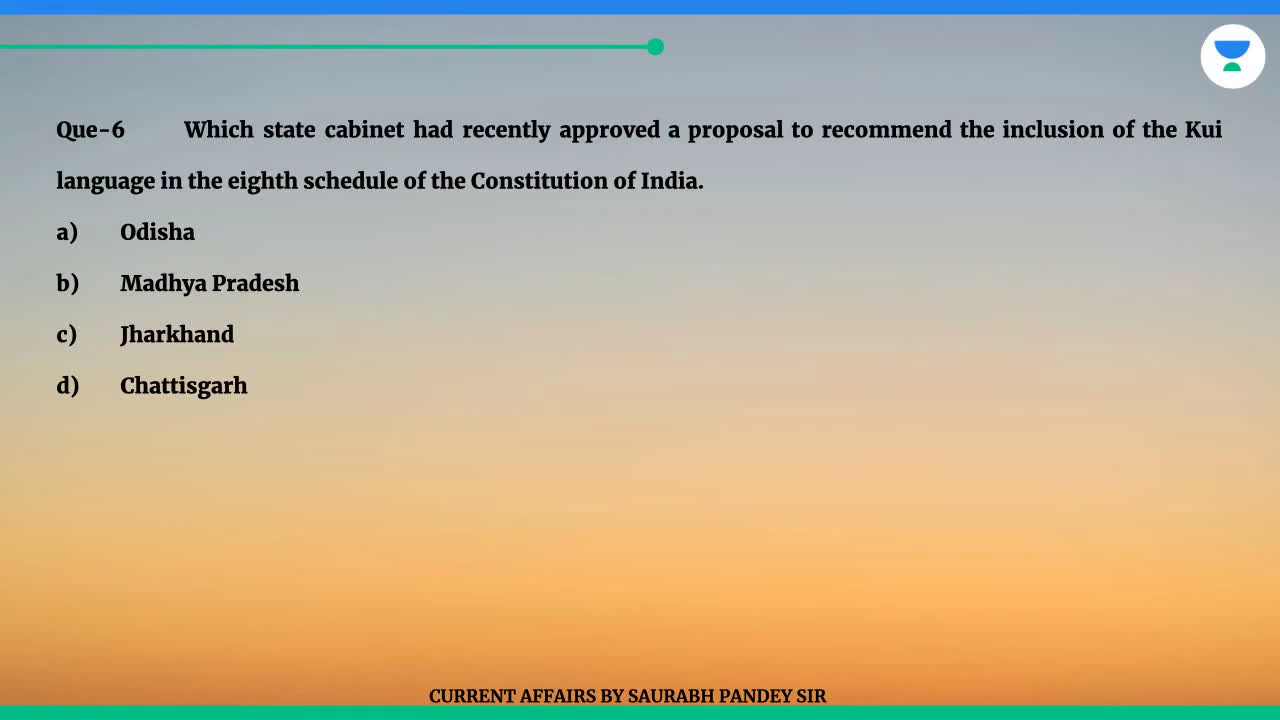 Que-6 Which state cabinet had recently approved a proposal to recommend the inclusion of the Kui
language in the eighth schedule of the Constitution of India.
a) Odisha
b) Madhya Pradesh
c) Jharkhand
d) Chattisgarh
CURRENT AFFAIRS BY SAURABH PANDEY SIR